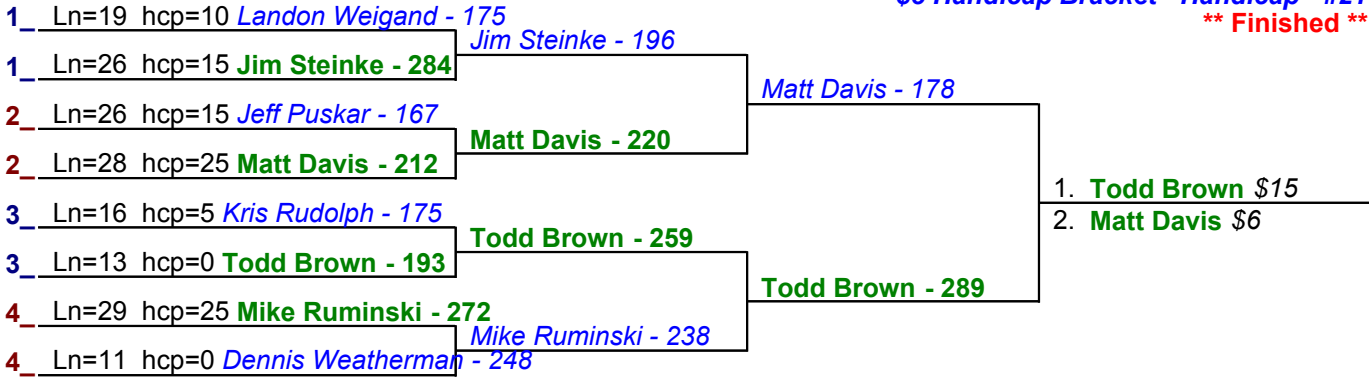 1_ Ln=19 hcp=10 Landon Weigand - 175
** Finished **
Jim Steinke - 196
1_ Ln=26 hcp=15 Jim Steinke - 284
Matt Davis - 178
2_ Ln=26 hcp=15 Jeff Puskar - 167
Matt Davis - 220
2_ Ln=28 hcp=25 Matt Davis - 212
1. Todd Brown $15
3_ Ln=16 hcp=5 Kris Rudolph - 175
2. Matt Davis $6
Todd Brown - 259
3_ Ln=13 hcp=0 Todd Brown - 193
Todd Brown - 289
4_ Ln=29 hcp=25 Mike Ruminski - 272
Mike Ruminski - 238
4_ Ln=11 hcp=0 Dennis Weatherman - 248